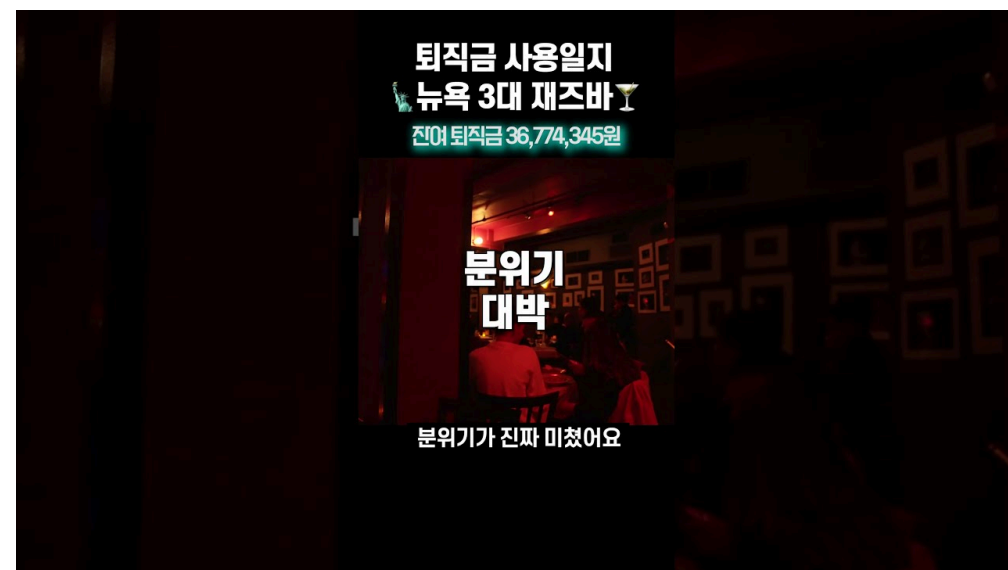 퇴직금 사용일지
🗽뉴욕 3대 재즈바🍸
잔여 퇴직금 36,774,345원
분위기
대박
분위기가 진짜 미쳤어요